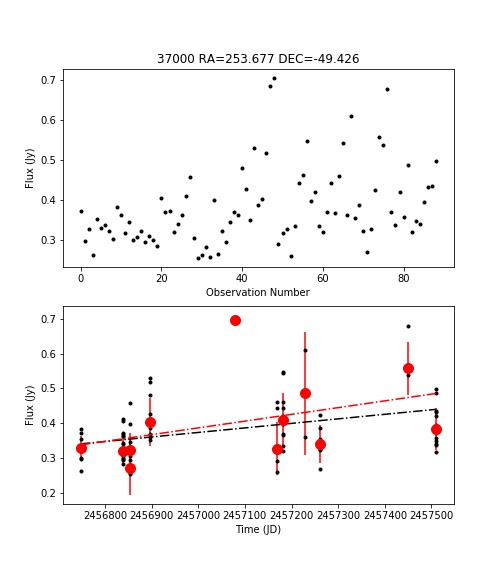 37000 RA=253.677 DEC=-49.426
0.7
0.6
0.5
0.4
0.3
Flux (Jy)
0 20 40 60 80
Observation Number
0.7
0.6
0.5
0.4
0.3
0.2
Flux (Jy)
2456800 2456900 2457000 2457100 2457200 2457300 2457400 2457500
Time (JD)